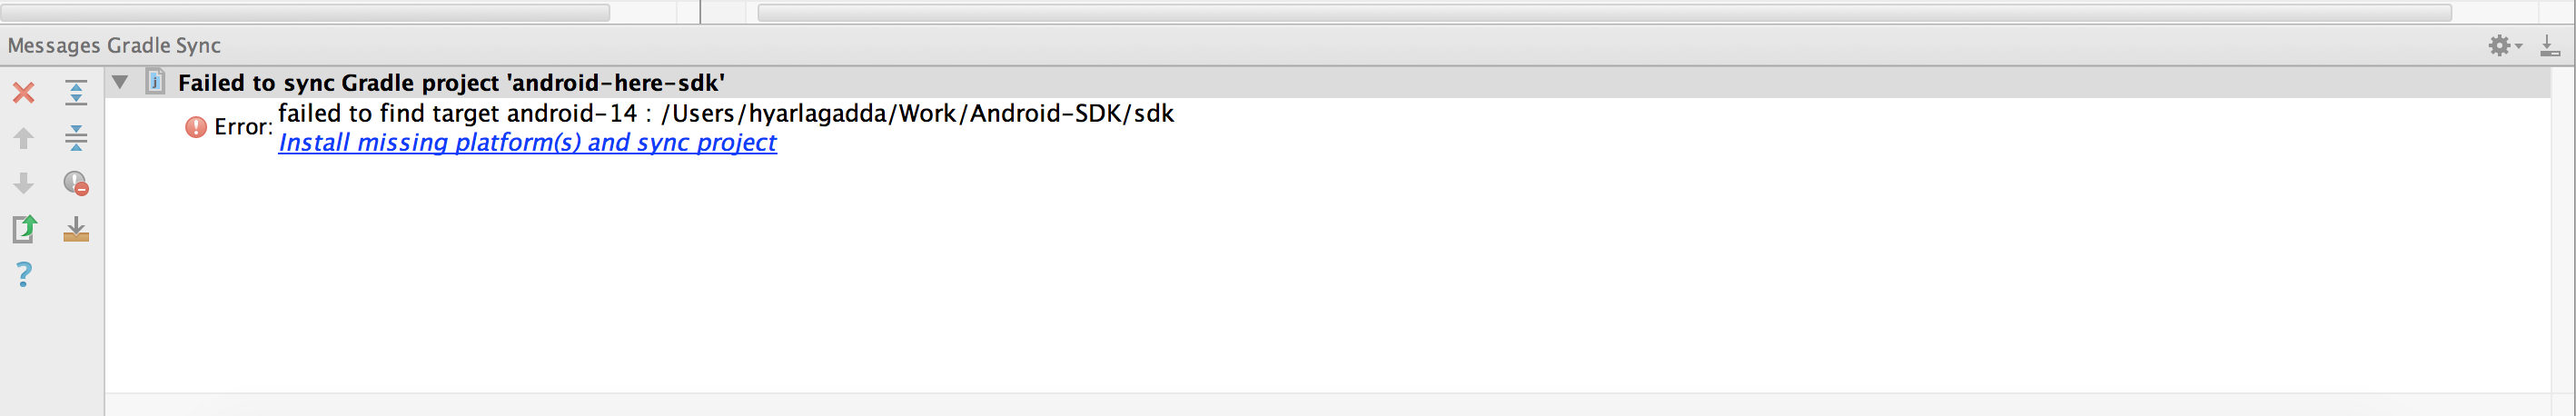 Messages Gradle Sync
Failed to sync Gradle project 'android-here-sdk'
Error: failed to find target android-14 : /Users/hyarlagadda/Work/Android-SDK/sdk
Install missing platform(s) and sync project